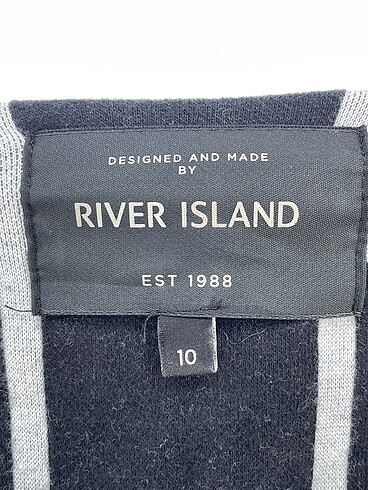 DESIGNED AND MADE
BY
RIVER ISLAND
EST 1988
10